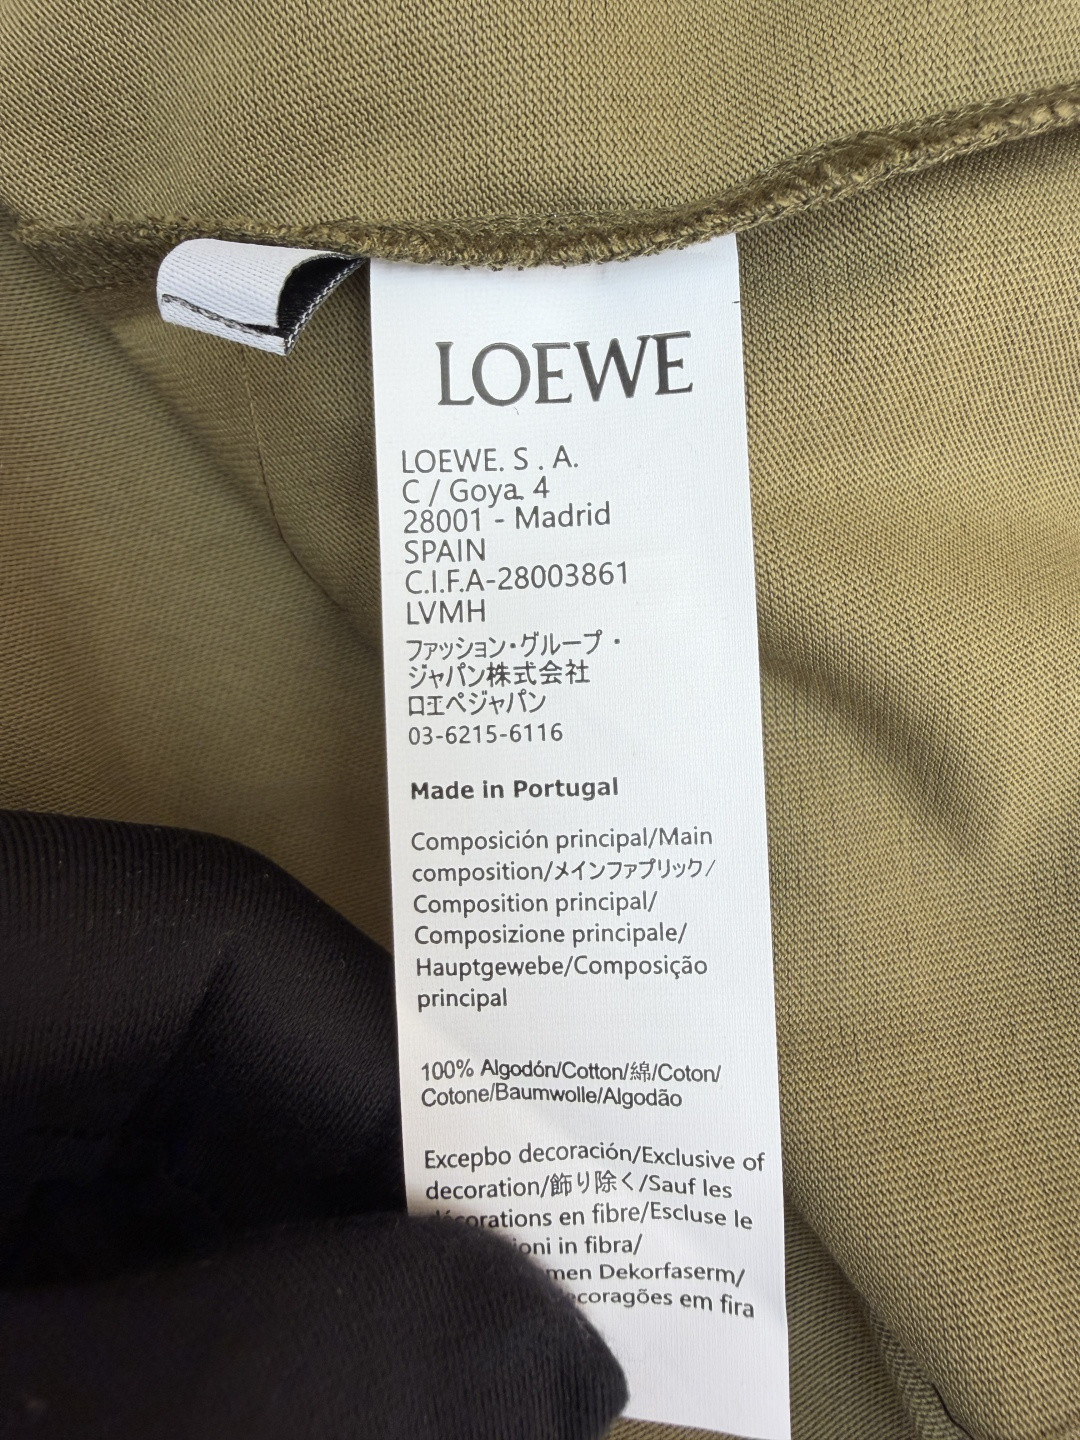 LOEWE
LOEWE. S . A.
C / Goya. 4
28001 - Madrid
SPAIN
C.I.F.A-28003861
LVMH
ファッション・グループ・
ジャパン株式会社
ロエベジャパン
03-6215-6116
Made in Portugal
Composición principal/Main
composition/メインファブリック/
Composition principal/
Composizione principale/
Hauptgewebe/Composição
principal
100% Algodón/Cotton/綿/Coton/
Cotone/Baumwolle/Algodão
Excepbo decoración/Exclusive of
decoration/飾り除く/Sauf les
décorations en fibre/Escluse le
in fibra/
Dekorfaserm/
em fira